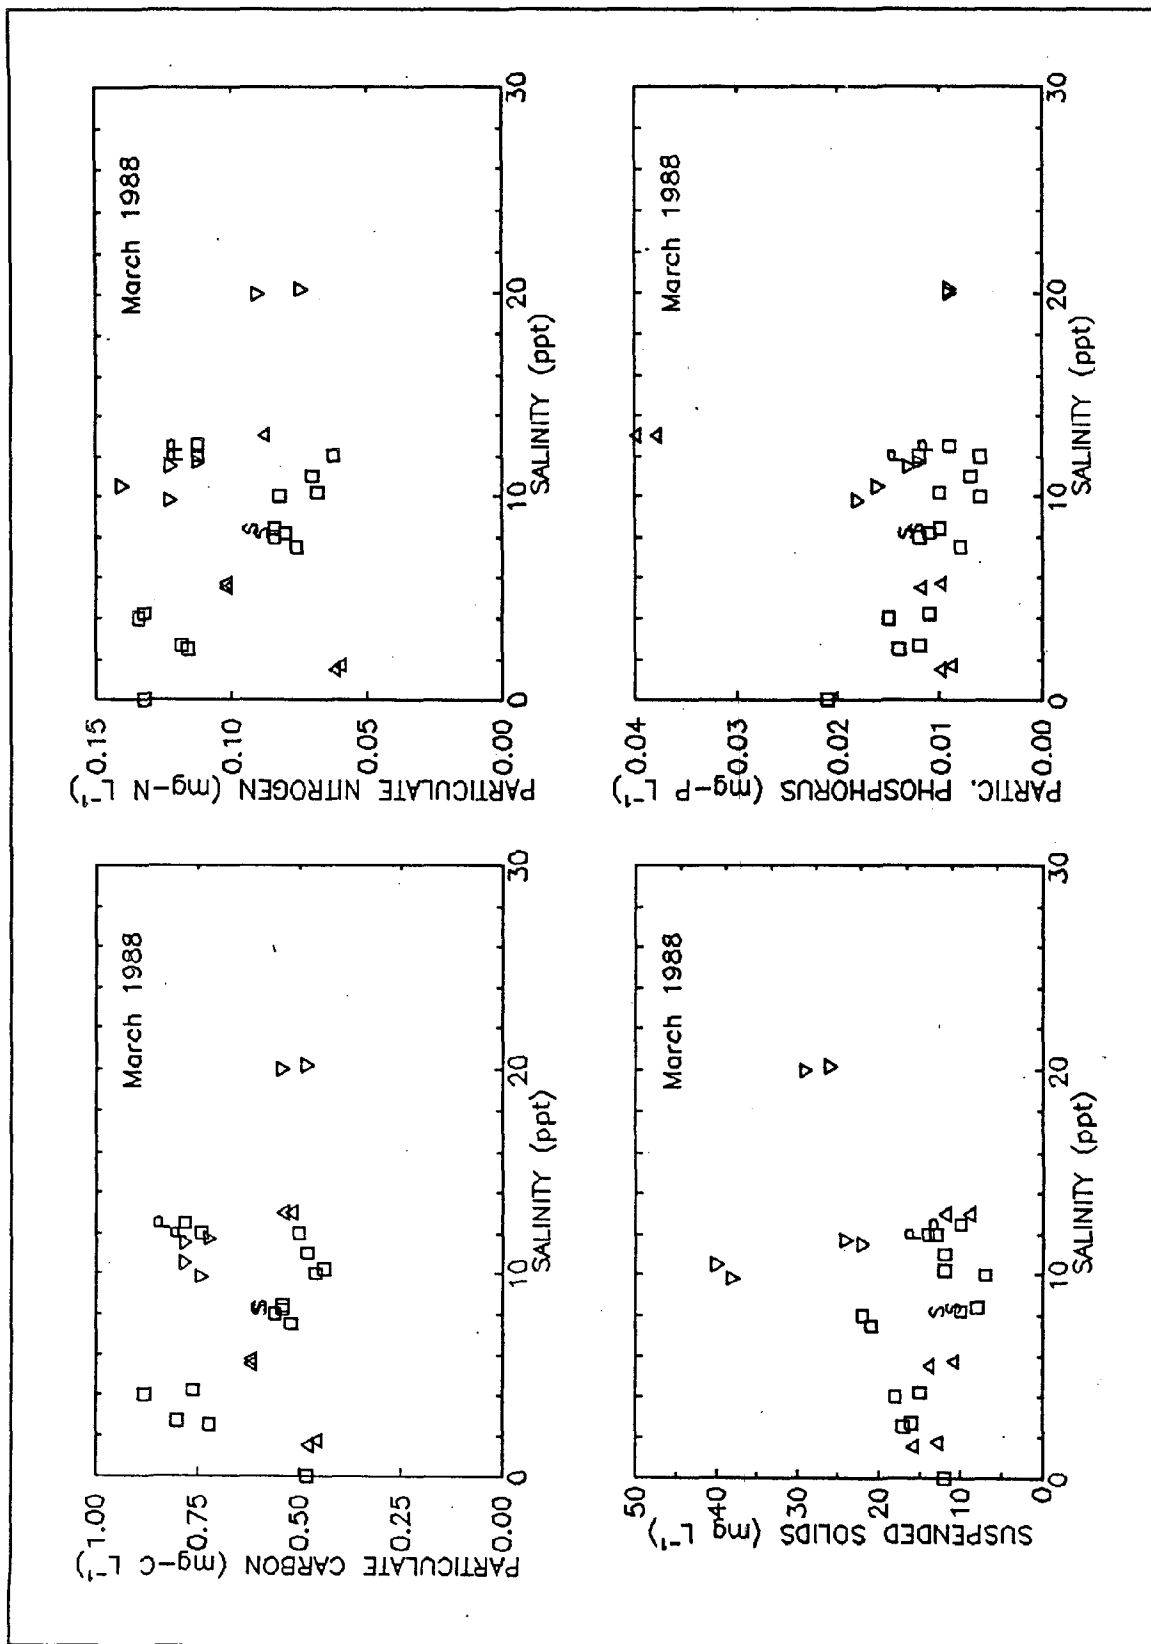 PARTICULATE CARBON (mg-C L⁻¹)
1.00
0.75
0.50
0.25
0.00
March 1988
S
S
P
P
0
10
20
30
SALINITY (ppt)
PARTICULATE NITROGEN (mg-N L⁻¹)
0.15
0.10
0.05
0.00
March 1988
S
S
P
P
0
10
20
30
SALINITY (ppt)
SUSPENDED SOLIDS (mg L⁻¹)
50
40
30
20
10
0
March 1988
S
S
P
P
0
10
20
30
SALINITY (ppt)
PARTIC. PHOSPHORUS (mg-P L⁻¹)
0.04
0.03
0.02
0.01
0.00
March 1988
S
S
P
P
0
10
20
30
SALINITY (ppt)